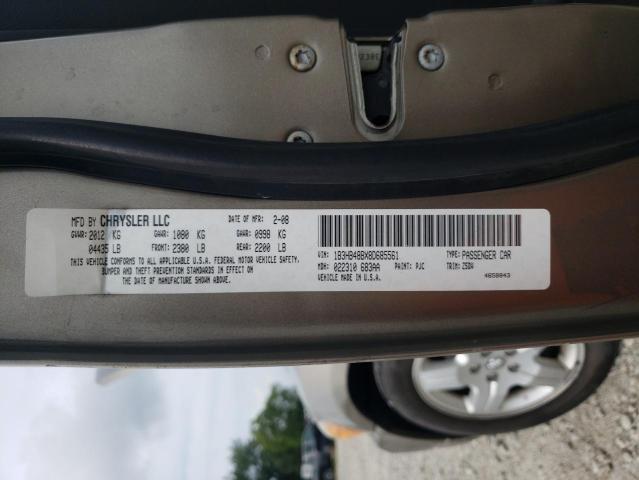 MFD BY CHRYSLER LLC DATE OF MFR: 2-08
GVWR: 2012 KG GAWR: 1080 KG GAWR: 0998 KG
04435 LB FRONT: 2380 LB REAR: 2200 LB
THIS VEHICLE CONFORMS TO ALL APPLICABLE U.S.A. FEDERAL MOTOR VEHICLE SAFETY,
BUMPER AND THEFT PREVENTION STANDARDS IN EFFECT ON
THE DATE OF MANUFACTURE SHOWN ABOVE.
VIN: 1B3HB48BX8D685561 TYPE: PASSENGER CAR
MDH: 022310 683AA PAINT: PJC TRIM: Z5DA
VEHICLE MADE IN U.S.A.
4658843